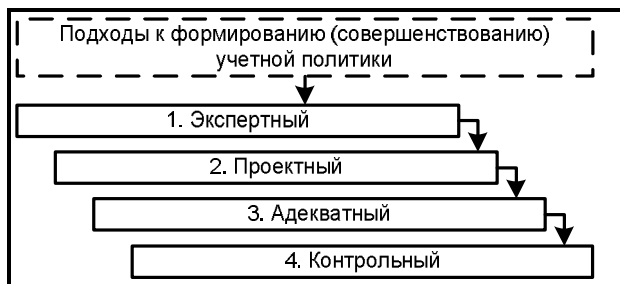 Подходы к формированию (совершенствованию)
учетной политики
1. Экспертный
2. Проектный
3. Адекватный
4. Контрольный